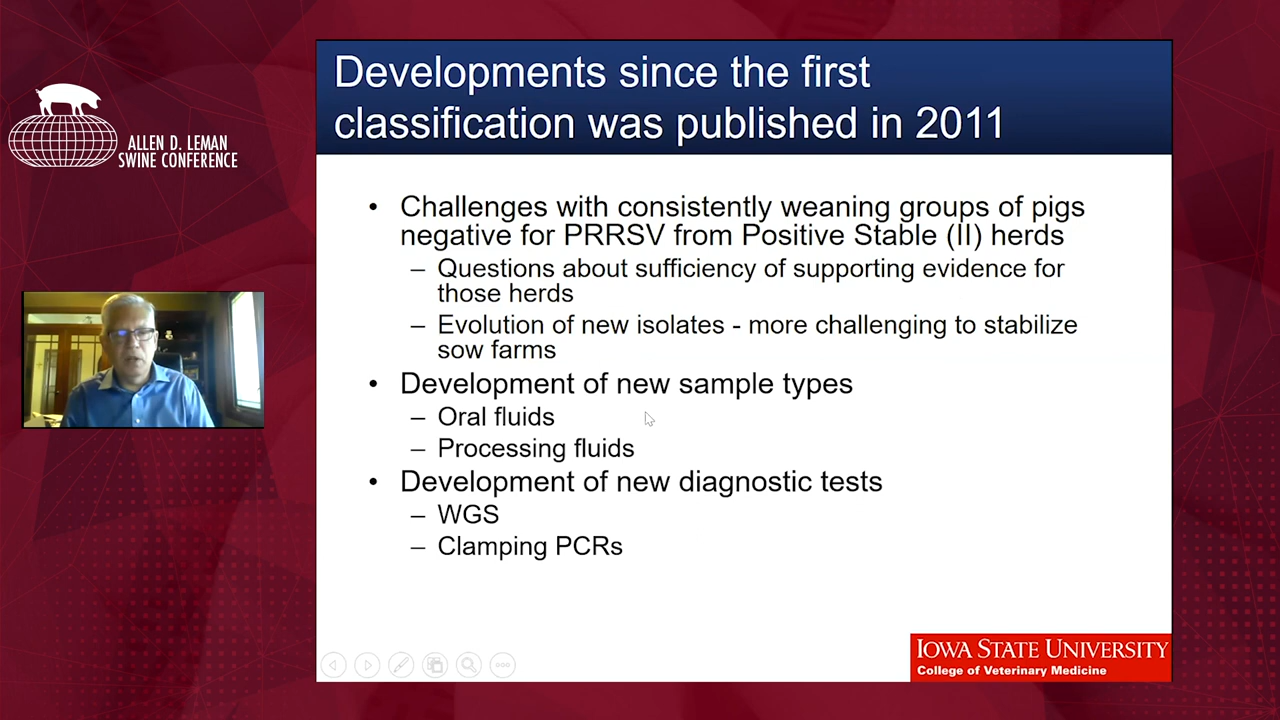 ALLEN D. LEMAN
SWINE CONFERENCE
Developments since the first
classification was published in 2011
• Challenges with consistently weaning groups of pigs
negative for PRRSV from Positive Stable (II) herds
– Questions about sufficiency of supporting evidence for
those herds
– Evolution of new isolates - more challenging to stabilize
sow farms
• Development of new sample types
– Oral fluids
– Processing fluids
• Development of new diagnostic tests
– WGS
– Clamping PCRs
IOWA STATE UNIVERSITY
College of Veterinary Medicine